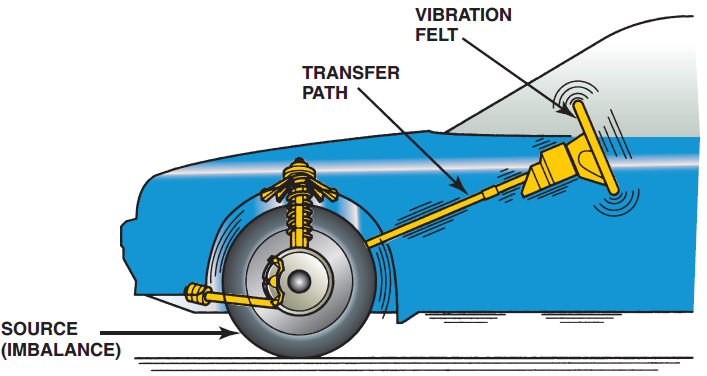 VIBRATION
FELT
TRANSFER
PATH
SOURCE
(IMBALANCE)